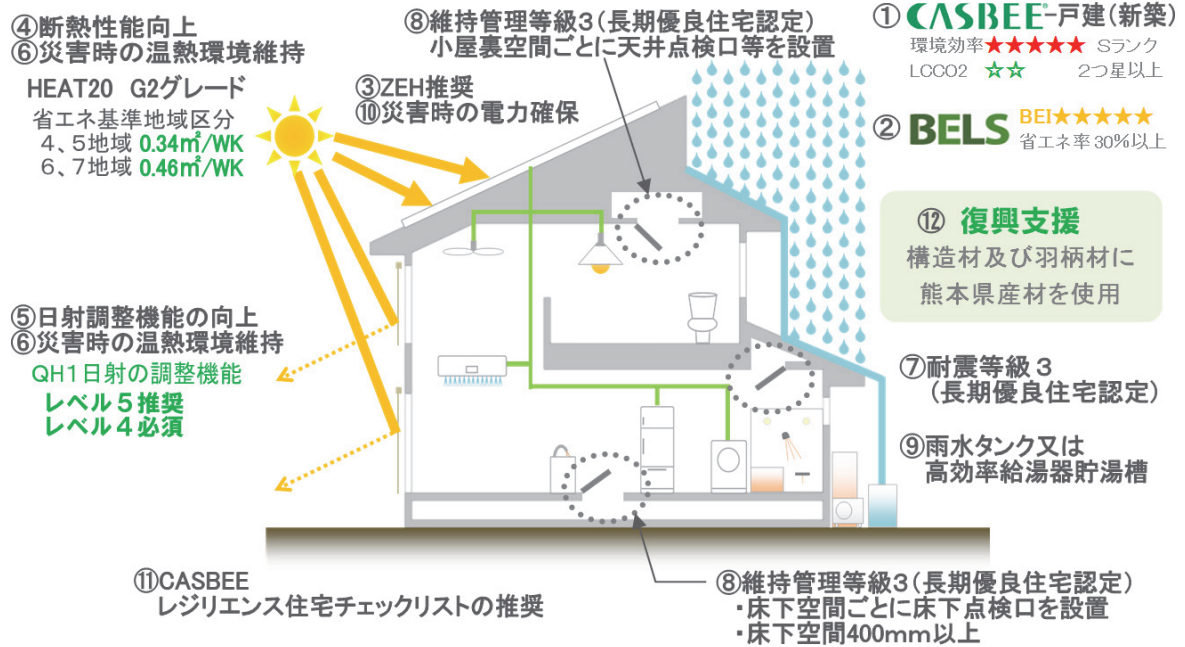 ④断熱性能向上
⑥災害時の温熱環境維持
HEAT20 G2グレード
省エネ基準地域区分
4、5地域 0.34㎡/WK
6、7地域 0.46㎡/WK
⑧維持管理等級3(長期優良住宅認定)
小屋裏空間ごとに天井点検口等を設置
③ZEH推奨
⑩災害時の電力確保
① CASBEE®-戸建(新築)
環境効率★★★★★ Sランク
LCCO2 ☆☆ 2つ星以上
② BELS BEI★★★★★
省エネ率30%以上
⑫ 復興支援
構造材及び羽柄材に
熊本県産材を使用
⑤日射調整機能の向上
⑥災害時の温熱環境維持
QH1日射の調整機能
レベル5推奨
レベル4必須
⑦耐震等級3
(長期優良住宅認定)
⑨雨水タンク又は
高効率給湯器貯湯槽
⑪CASBEE
レジリエンス住宅チェックリストの推奨
⑧維持管理等級3(長期優良住宅認定)
・床下空間ごとに床下点検口を設置
・床下空間400mm以上